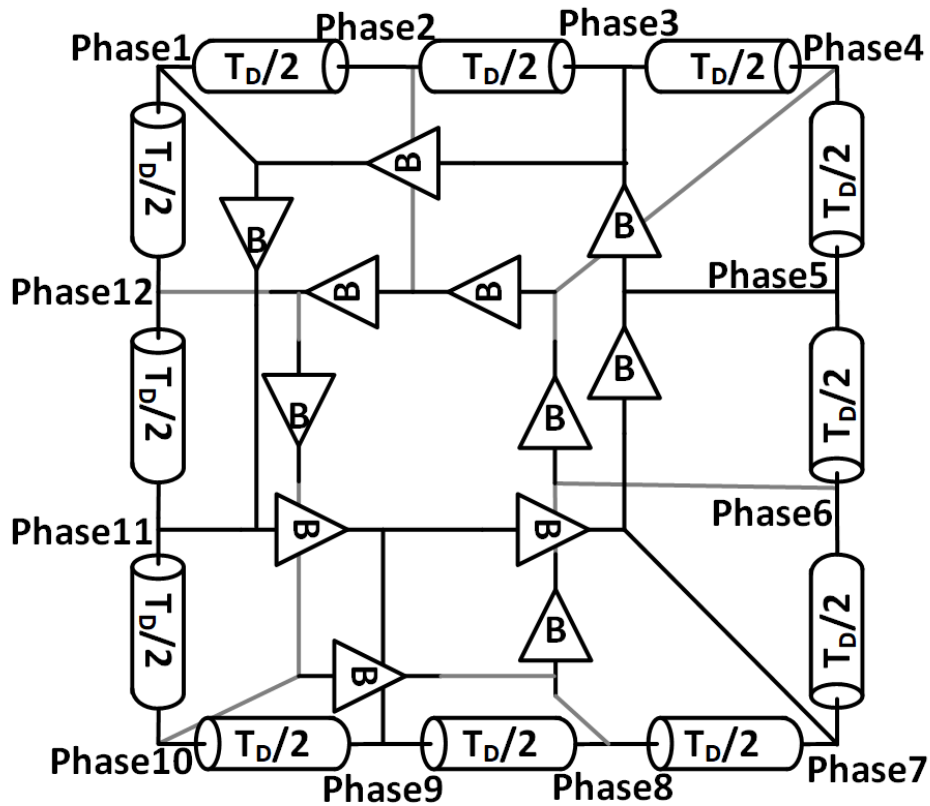 Phase1
T_D/2
Phase2
T_D/2
Phase3
T_D/2
Phase4
T_D/2
T_D/2
B
B
B
Phase12
B
B
Phase5
T_D/2
T_D/2
B
B
B
Phase11
B
B
Phase6
T_D/2
T_D/2
B
B
Phase10
T_D/2
Phase9
T_D/2
Phase8
T_D/2
Phase7